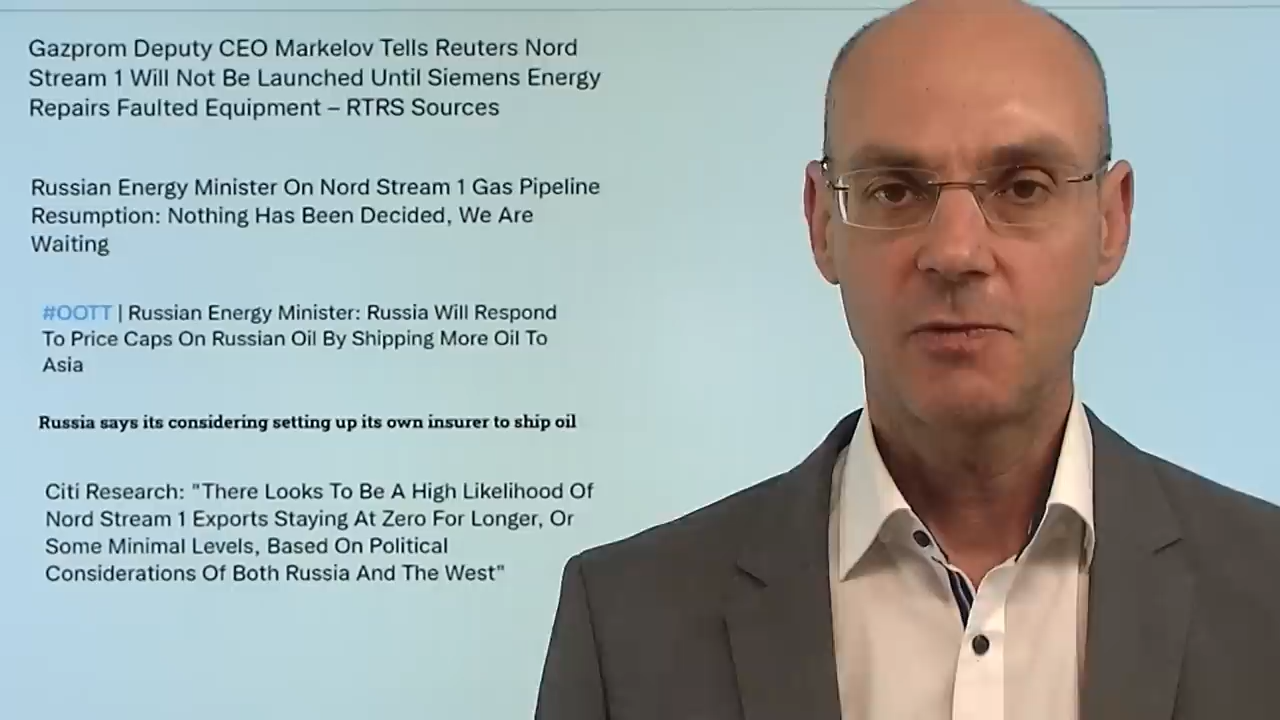 Gazprom Deputy CEO Markelov Tells Reuters Nord
Stream 1 Will Not Be Launched Until Siemens Energy
Repairs Faulted Equipment – RTRS Sources
Russian Energy Minister On Nord Stream 1 Gas Pipeline
Resumption: Nothing Has Been Decided, We Are
Waiting
#OOTT | Russian Energy Minister: Russia Will Respond
To Price Caps On Russian Oil By Shipping More Oil To
Asia
Russia says its considering setting up its own insurer to ship oil
Citi Research: "There Looks To Be A High Likelihood Of
Nord Stream 1 Exports Staying At Zero For Longer, Or
Some Minimal Levels, Based On Political
Considerations Of Both Russia And The West"